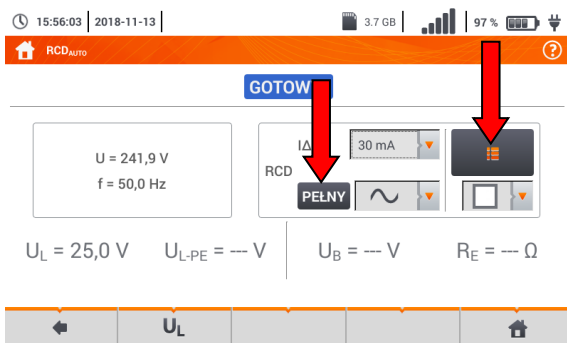 15:56:03 2018-11-13 3.7 GB 97 %
RCDAUTO ?
GOTOW
U = 241,9 V
f = 50,0 Hz
IΔ 30 mA
RCD
PEŁNY
UL = 25,0 V UL-PE = --- V UB = --- V RE = --- Ω
UL